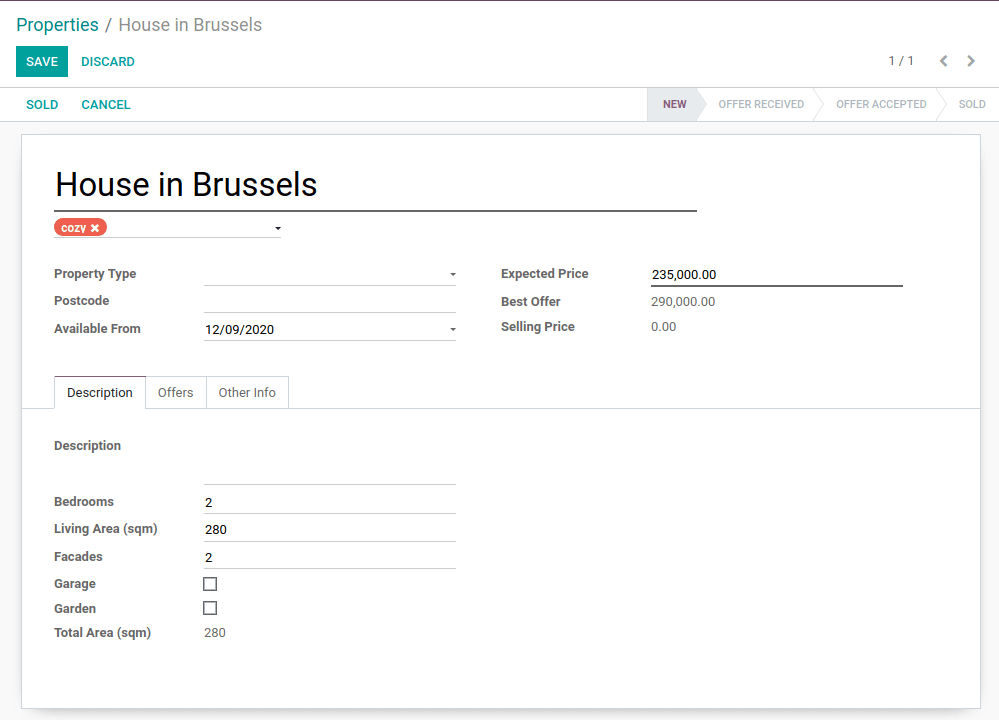 Properties / House in Brussels
SAVE DISCARD 1 / 1
SOLD CANCEL NEW OFFER RECEIVED OFFER ACCEPTED SOLD
House in Brussels
cozy
Property Type
Expected Price 235,000.00
Postcode
Best Offer 290,000.00
Available From 12/09/2020
Selling Price 0.00
Description Offers Other Info
Description
Bedrooms 2
Living Area (sqm) 280
Facades 2
Garage
Garden
Total Area (sqm) 280